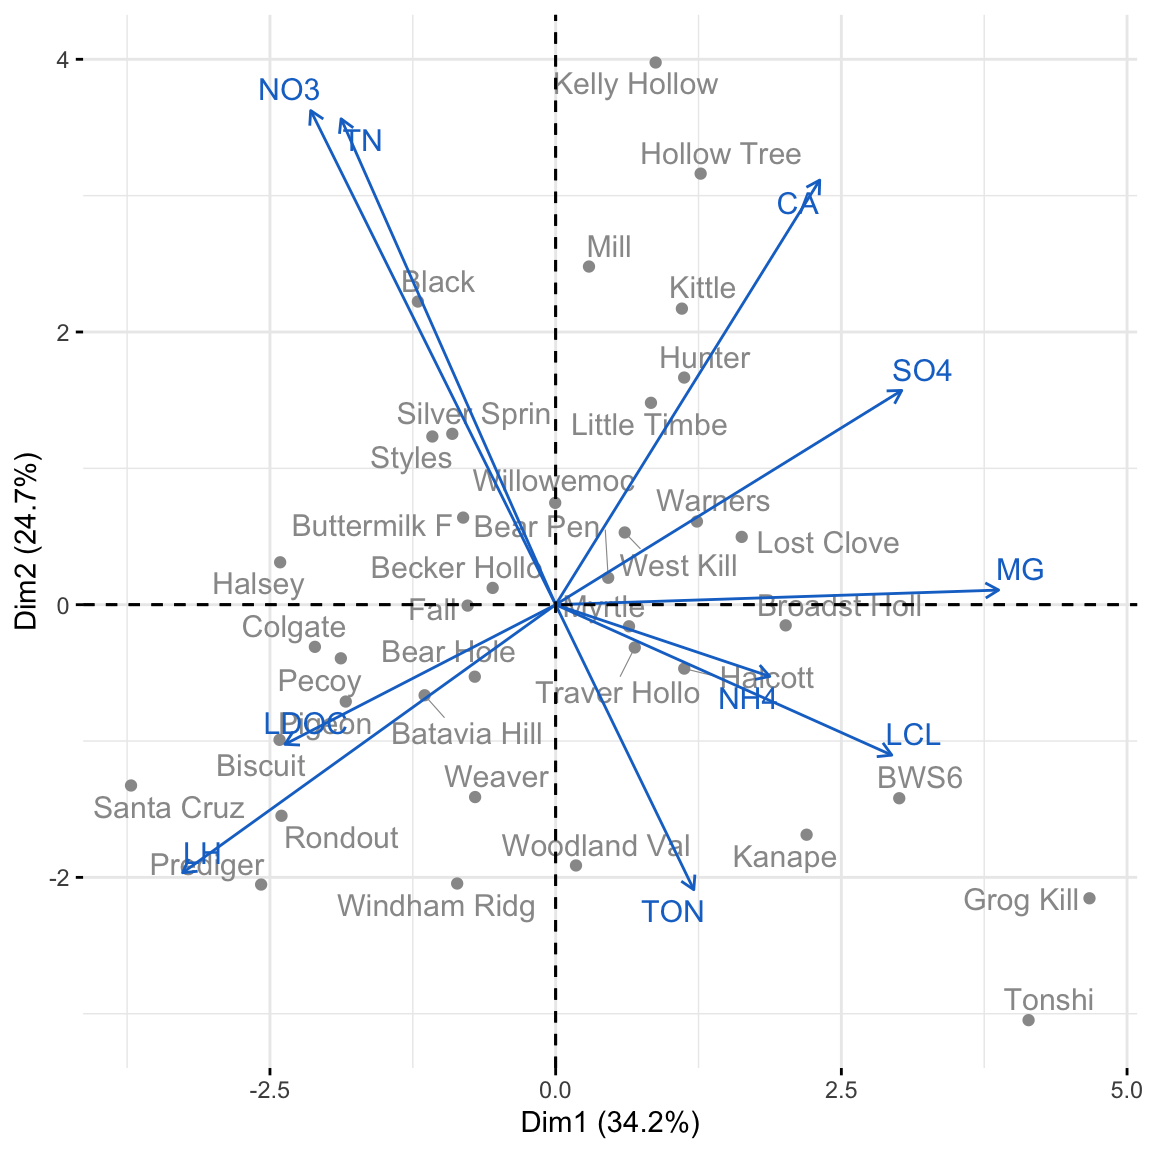 4
NO3
Kelly Hollow
TN
Hollow Tree
CA
Mill
Black
Kittle
2
Hunter
SO4
Silver Sprin
Little Timbe
Styles
Willowemoc
Warners
Buttermilk F
Bear Pen
Lost Clove
West Kill
Becker Hollo
MG
Halsey
0
Fall
Myrtle
Broadst Holl
Colgate
Bear Hole
Pecoy
Halcott
Traver Hollo
NH4
LDOC
Pigeon
Batavia Hill
LCL
Biscuit
Weaver
BWS6
Santa Cruz
Rondout
Woodland Val
Kanape
LH
Prediger
-2
Windham Ridg
TON
Grog Kill
Tonshi
-2.5
0.0
2.5
5.0
Dim1 (34.2%)
Dim2 (24.7%)